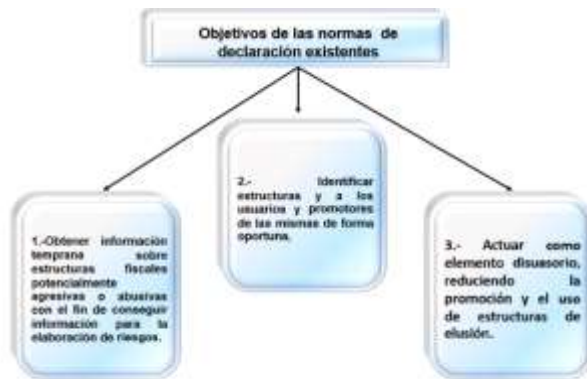 Objetivos de las normas de
declaración existentes
1.-Obtener información
temprana sobre
estructuras fiscales
potencialmente
agresivas o abusivas
con el fin de conseguir
información para la
elaboración de riesgos.
2.- Identificar
estructuras y a los
usuarios y promotores
de las mismas de forma
oportuna.
3.- Actuar como
elemento disuasorio,
reduciendo la
promoción y el uso
de estructuras de
elusión.